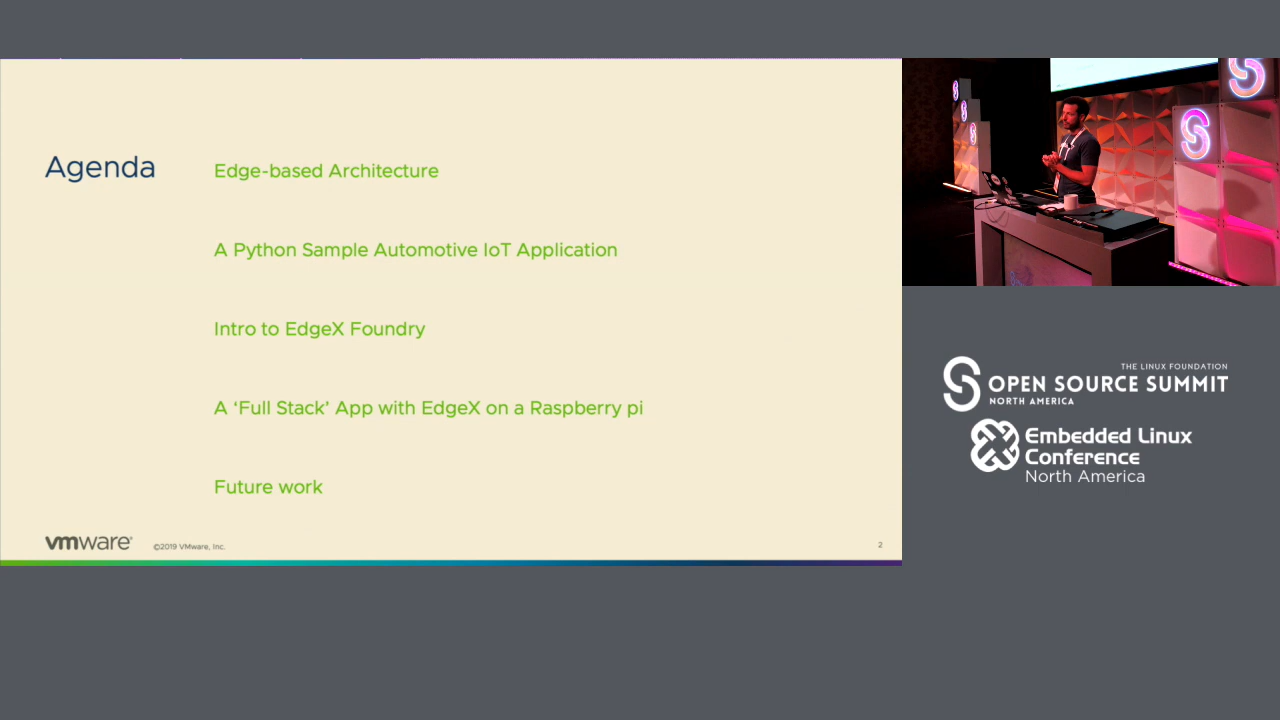 Agenda
Edge-based Architecture
A Python Sample Automotive IoT Application
Intro to EdgeX Foundry
A ‘Full Stack’ App with EdgeX on a Raspberry pi
Future work
vmware®
©2019 VMware, Inc.
2
THE LINUX FOUNDATION
OPEN SOURCE SUMMIT
NORTH AMERICA
Embedded Linux
Conference
North America